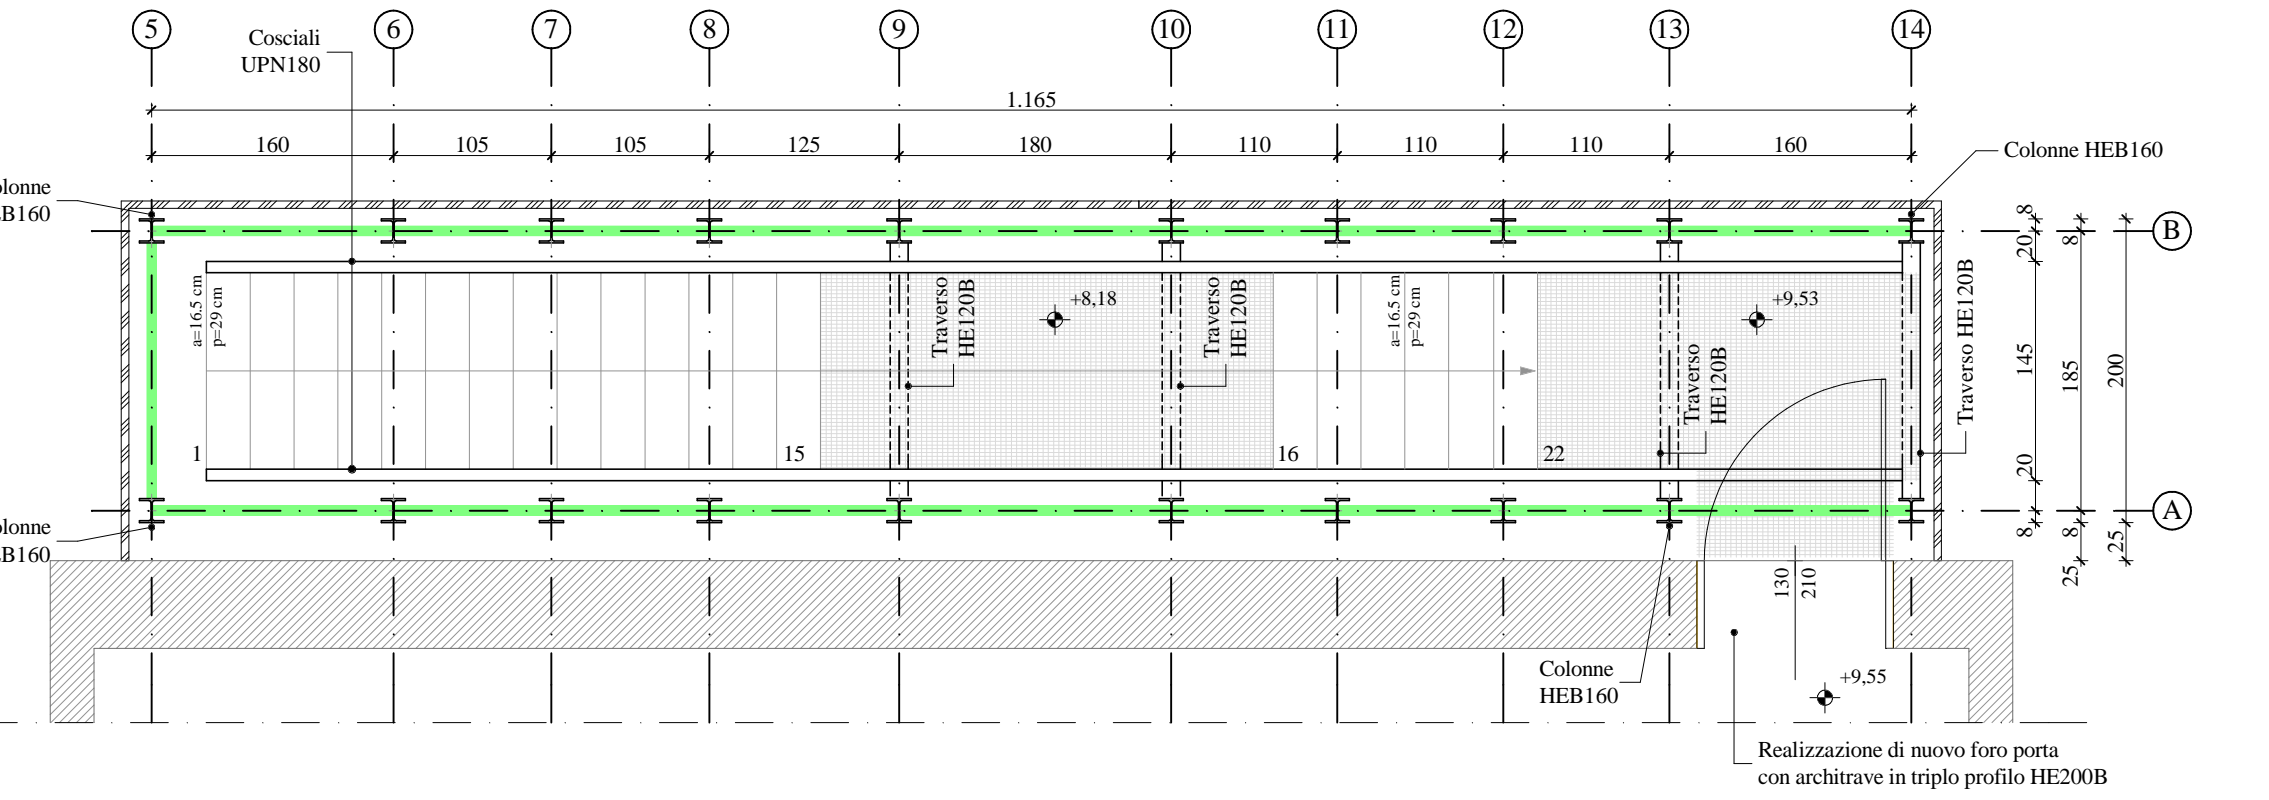 5 6 7 8 9 10 11 12 13 14
Cosciali
UPN180
1.165
160 105 105 125 180 110 110 110 160
Colonne HEB160
olonne
EB160
B
8 20 145 20 8
8 185 8 25
200 25
a=16.5 cm
p=29 cm
Traverso
HE120B
+8,18
Traverso
HE120B
a=16.5 cm
p=29 cm
+9,53
Traverso
HE120B
Traverso HE120B
1 15 16 22
A
olonne
EB160
130
210
Colonne
HEB160
+9,55
Realizzazione di nuovo foro porta
con architrave in triplo profilo HE200B